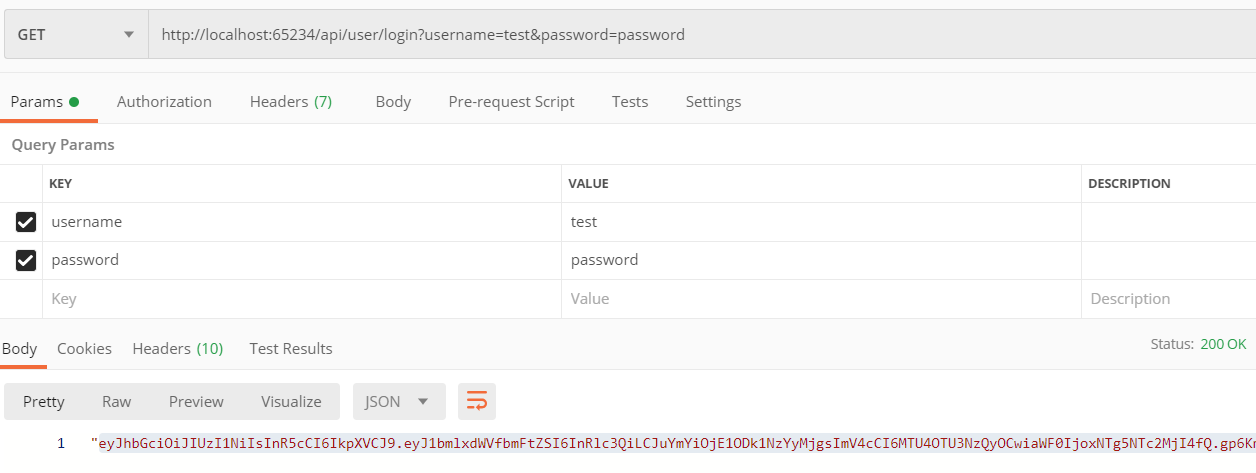 GET http://localhost:65234/api/user/login?username=test&password=password
Params Authorization Headers (7) Body Pre-request Script Tests Settings
Query Params
KEY VALUE DESCRIPTION
username test
password password
Key Value Description
Body Cookies Headers (10) Test Results Status: 200 OK
Pretty Raw Preview Visualize JSON
1 "eyJhbGciOiJIUzI1NiIsInR5cCI6IkpXVCJ9.eyJ1bmlxdWVfbmFtZSI6InRlc3QiLCJuYmYiOjE1ODk1NzYyMjgsImV4cCI6MTU4OTU3NzQyOCwiaWF0IjoxNTg5NTc2MjI4fQ.gp6Kr